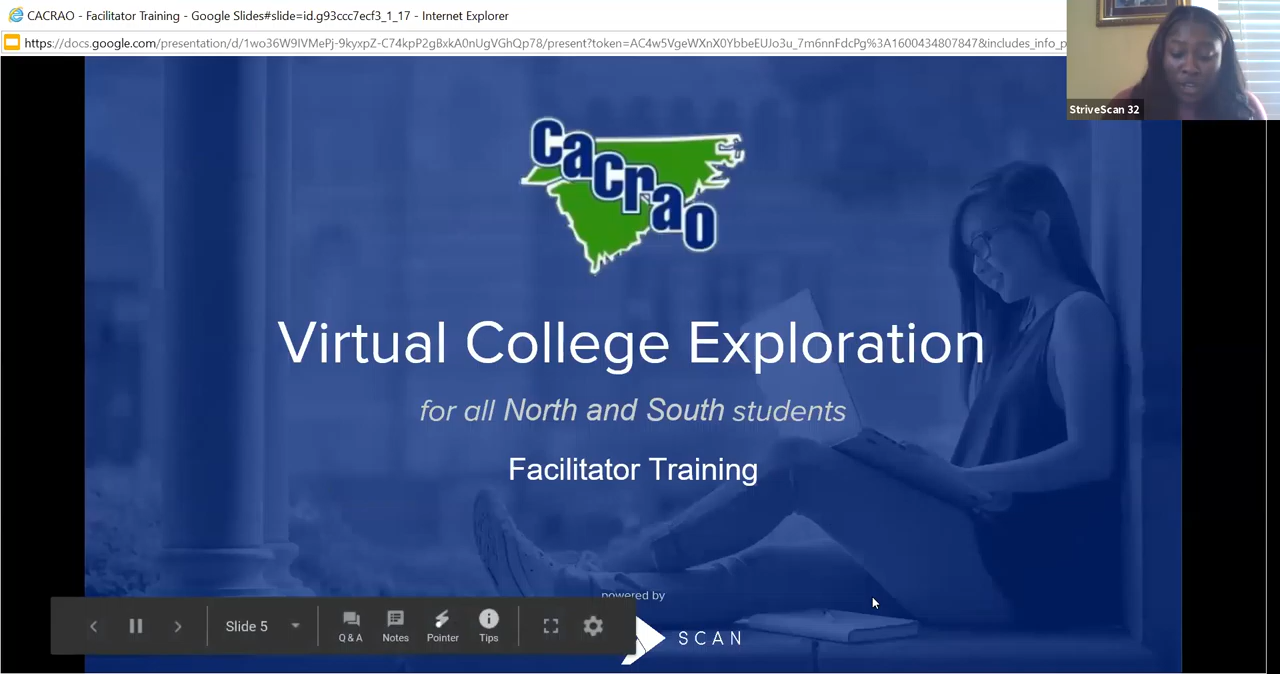 CACRAO - Facilitator Training - Google Slides#slide=id.g93ccc7ecf3_1_17 - Internet Explorer
https://docs.google.com/presentation/d/1wo36W9IVMePj-9kyxpZ-C74kpP2gUxkA0nUgVGhQp78/present?token=AC4w5VgeWXnX0YbbeEUJo3u_7m6nnFdcPg%3A1600434807847&includes_info_p
StriveScan 32
cacrao
Virtual College Exploration
for all North and South students
Facilitator Training
powered by
SCAN
Slide 5
Q & A
Notes
Pointer
Tips